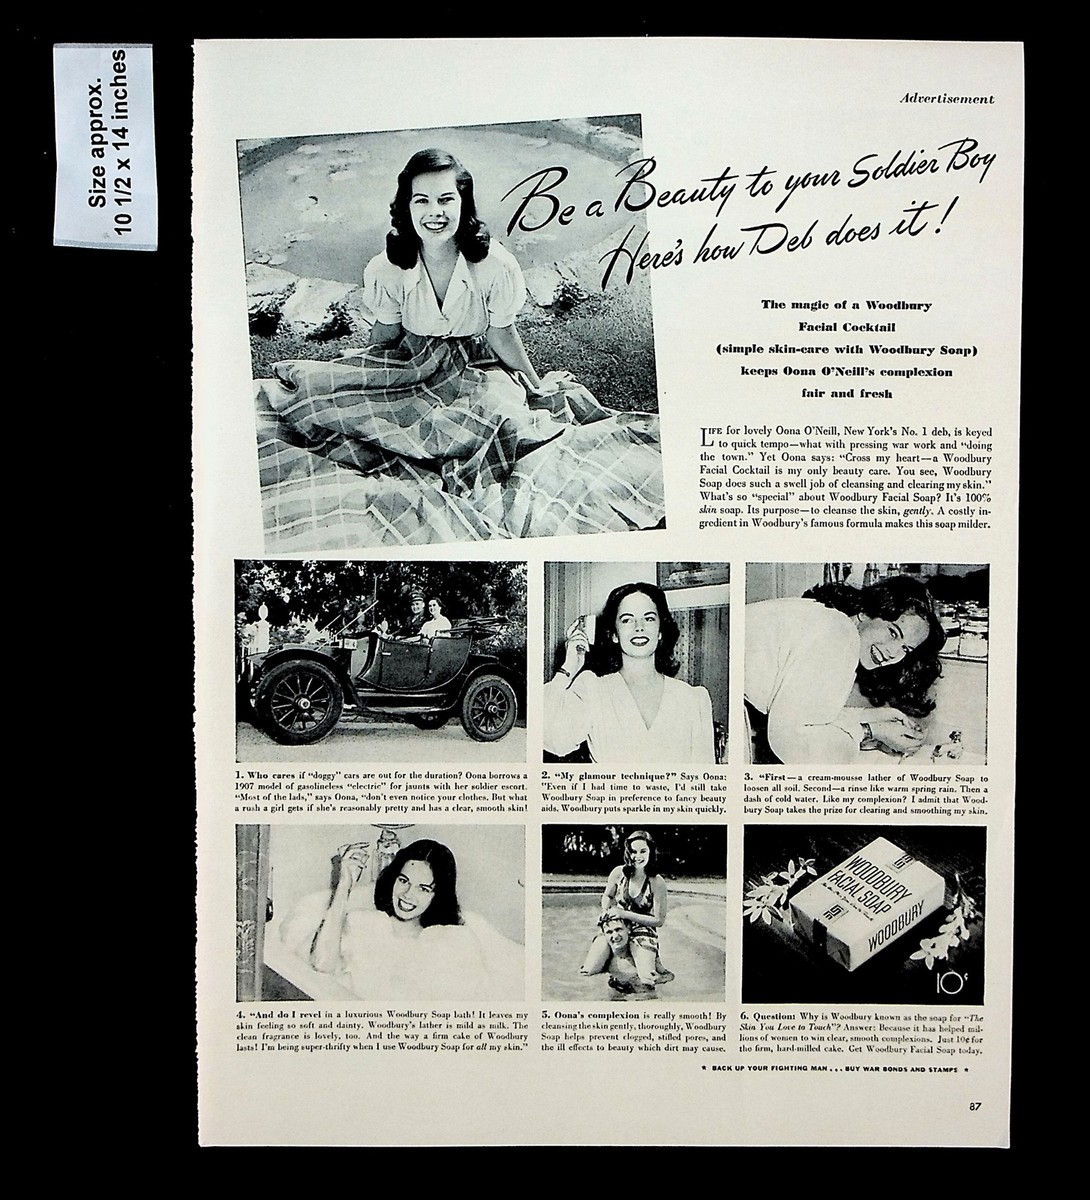 Size approx.
10 1/2 x 14 inches
Advertisement
Be a Beauty to your Soldier Boy
Here's how Deb does it!
The magic of a Woodbury
Facial Cocktail
(simple skin-care with Woodbury Soap)
keeps Oona O'Neill's complexion
fair and fresh
LIFE for lovely Oona O'Neill, New York's No. 1 deb, is keyed
to quick tempo—what with pressing war work and "doing
the town." Yet Oona says: "Cross my heart—a Woodbury
Facial Cocktail is my only beauty care. You see, Woodbury
Soap does such a swell job of cleansing and clearing my skin."
What's so "special" about Woodbury Facial Soap? It's 100%
skin soap. Its purpose—to cleanse the skin, gently. A costly in-
gredient in Woodbury's famous formula makes this soap milder.
1. Who cares if "doggy" cars are out for the duration? Oona borrows a
1907 model of gasolineless "electric" for jaunts with her soldier escort.
"Most of the lads," says Oona, "don't even notice your clothes. But what
a rush a girl gets if she's reasonably pretty and has a clear, smooth skin!
2. "My glamour technique?" Says Oona:
"Even if I had time to waste, I'd still take
Woodbury Soap in preference to fancy beauty
aids. Woodbury puts sparkle in my skin quickly.
3. "First—a cream-mousse lather of Woodbury Soap to
loosen all soil. Second—a rinse like warm spring rain. Then a
dash of cold water. Like my complexion? I admit that Wood-
bury Soap takes the prize for clearing and smoothing my skin.
4. "And do I revel in a luxurious Woodbury Soap bath! It leaves my
skin feeling so soft and dainty. Woodbury's lather is mild as milk. The
clean fragrance is lovely, too. And the way a firm cake of Woodbury
lasts! I'm being super-thrifty when I use Woodbury Soap for all my skin."
5. Oona's complexion is really smooth! By
cleansing the skin gently, thoroughly, Woodbury
Soap helps prevent clogged, stifled pores, and
the ill effects to beauty which dirt may cause.
WOODBURY
FACIAL SOAP
WOODBURY
10¢
6. Question: Why is Woodbury known as the soap for "The
Skin You Love to Touch"? Answer: Because it has helped mil-
lions of women to win clear, smooth complexions. Just 10¢ for
the firm, hard-milled cake. Get Woodbury Facial Soap today.
★ BACK UP YOUR FIGHTING MAN . . . BUY WAR BONDS AND STAMPS ★
87